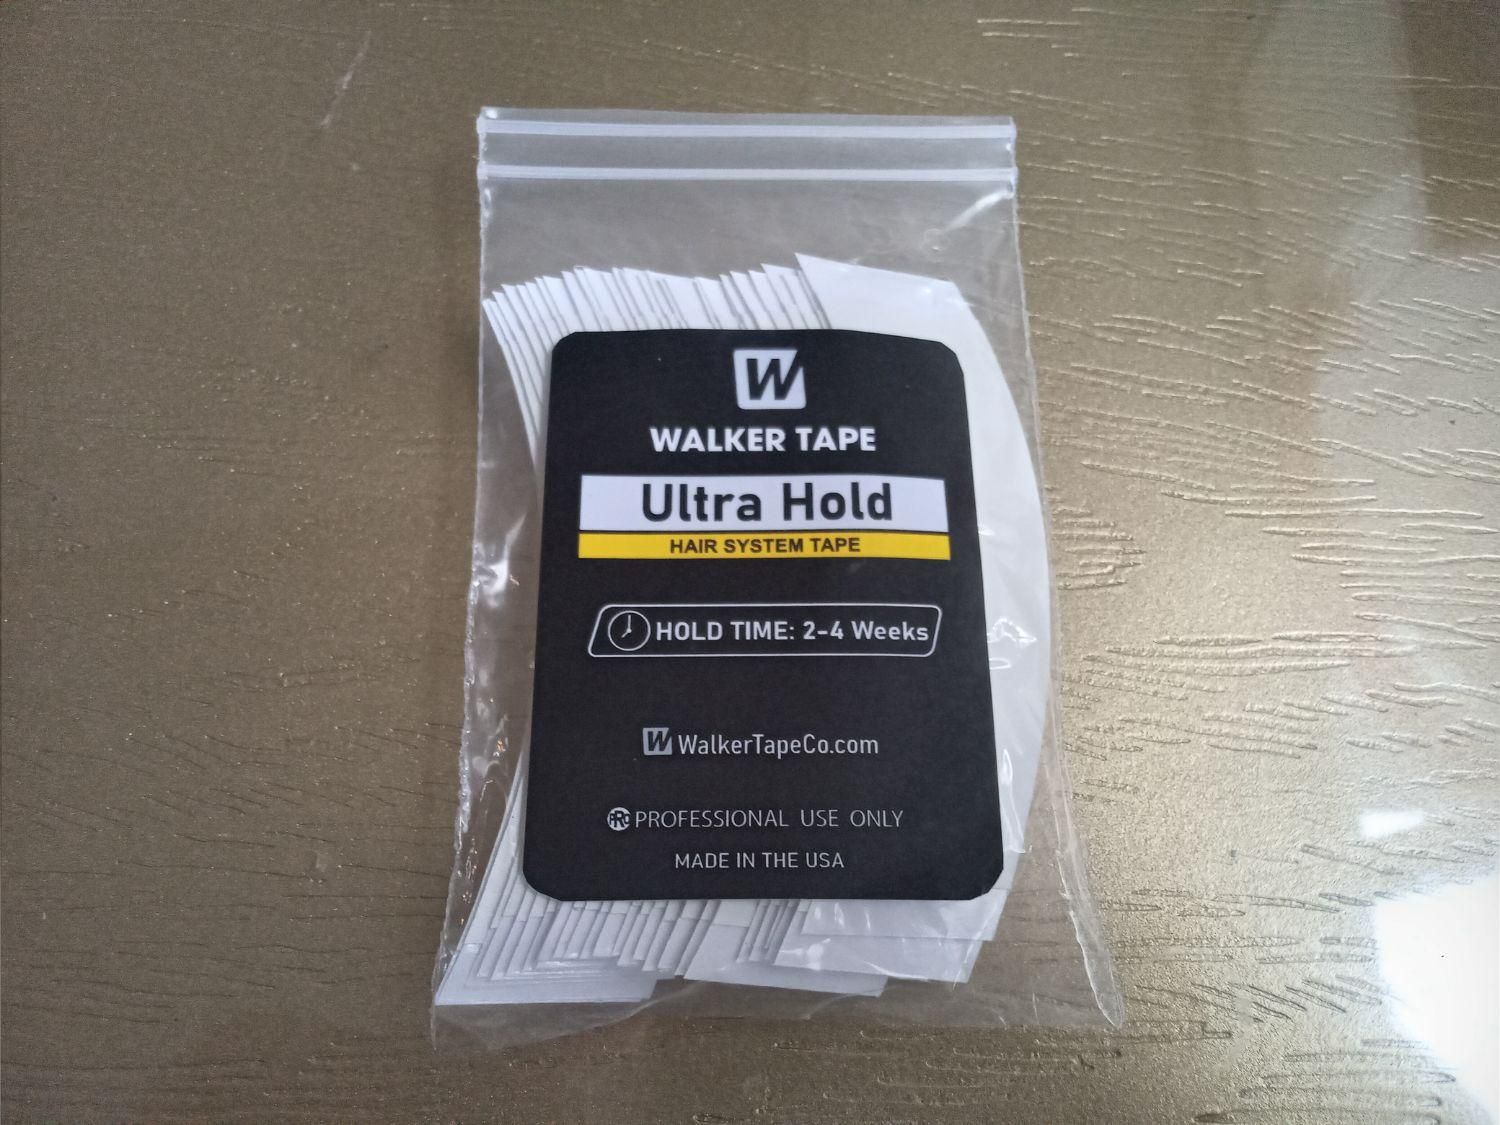 W
WALKER TAPE
Ultra Hold
HAIR SYSTEM TAPE
HOLD TIME: 2-4 Weeks
W WalkerTapeCo.com
PRO PROFESSIONAL USE ONLY
MADE IN THE USA